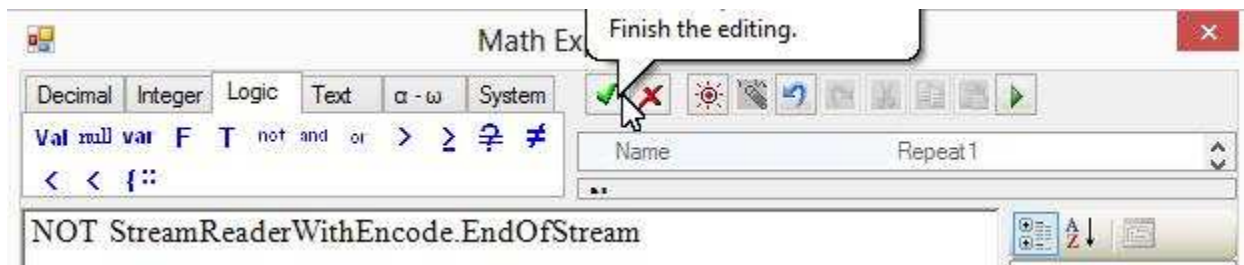 Finish the editing.
Math Ex
Decimal Integer Logic Text α - ω System
Val null var F T not and or > ≥ = ≠
< < {::
Name Repeat1
NOT StreamReaderWithEncode.EndOfStream